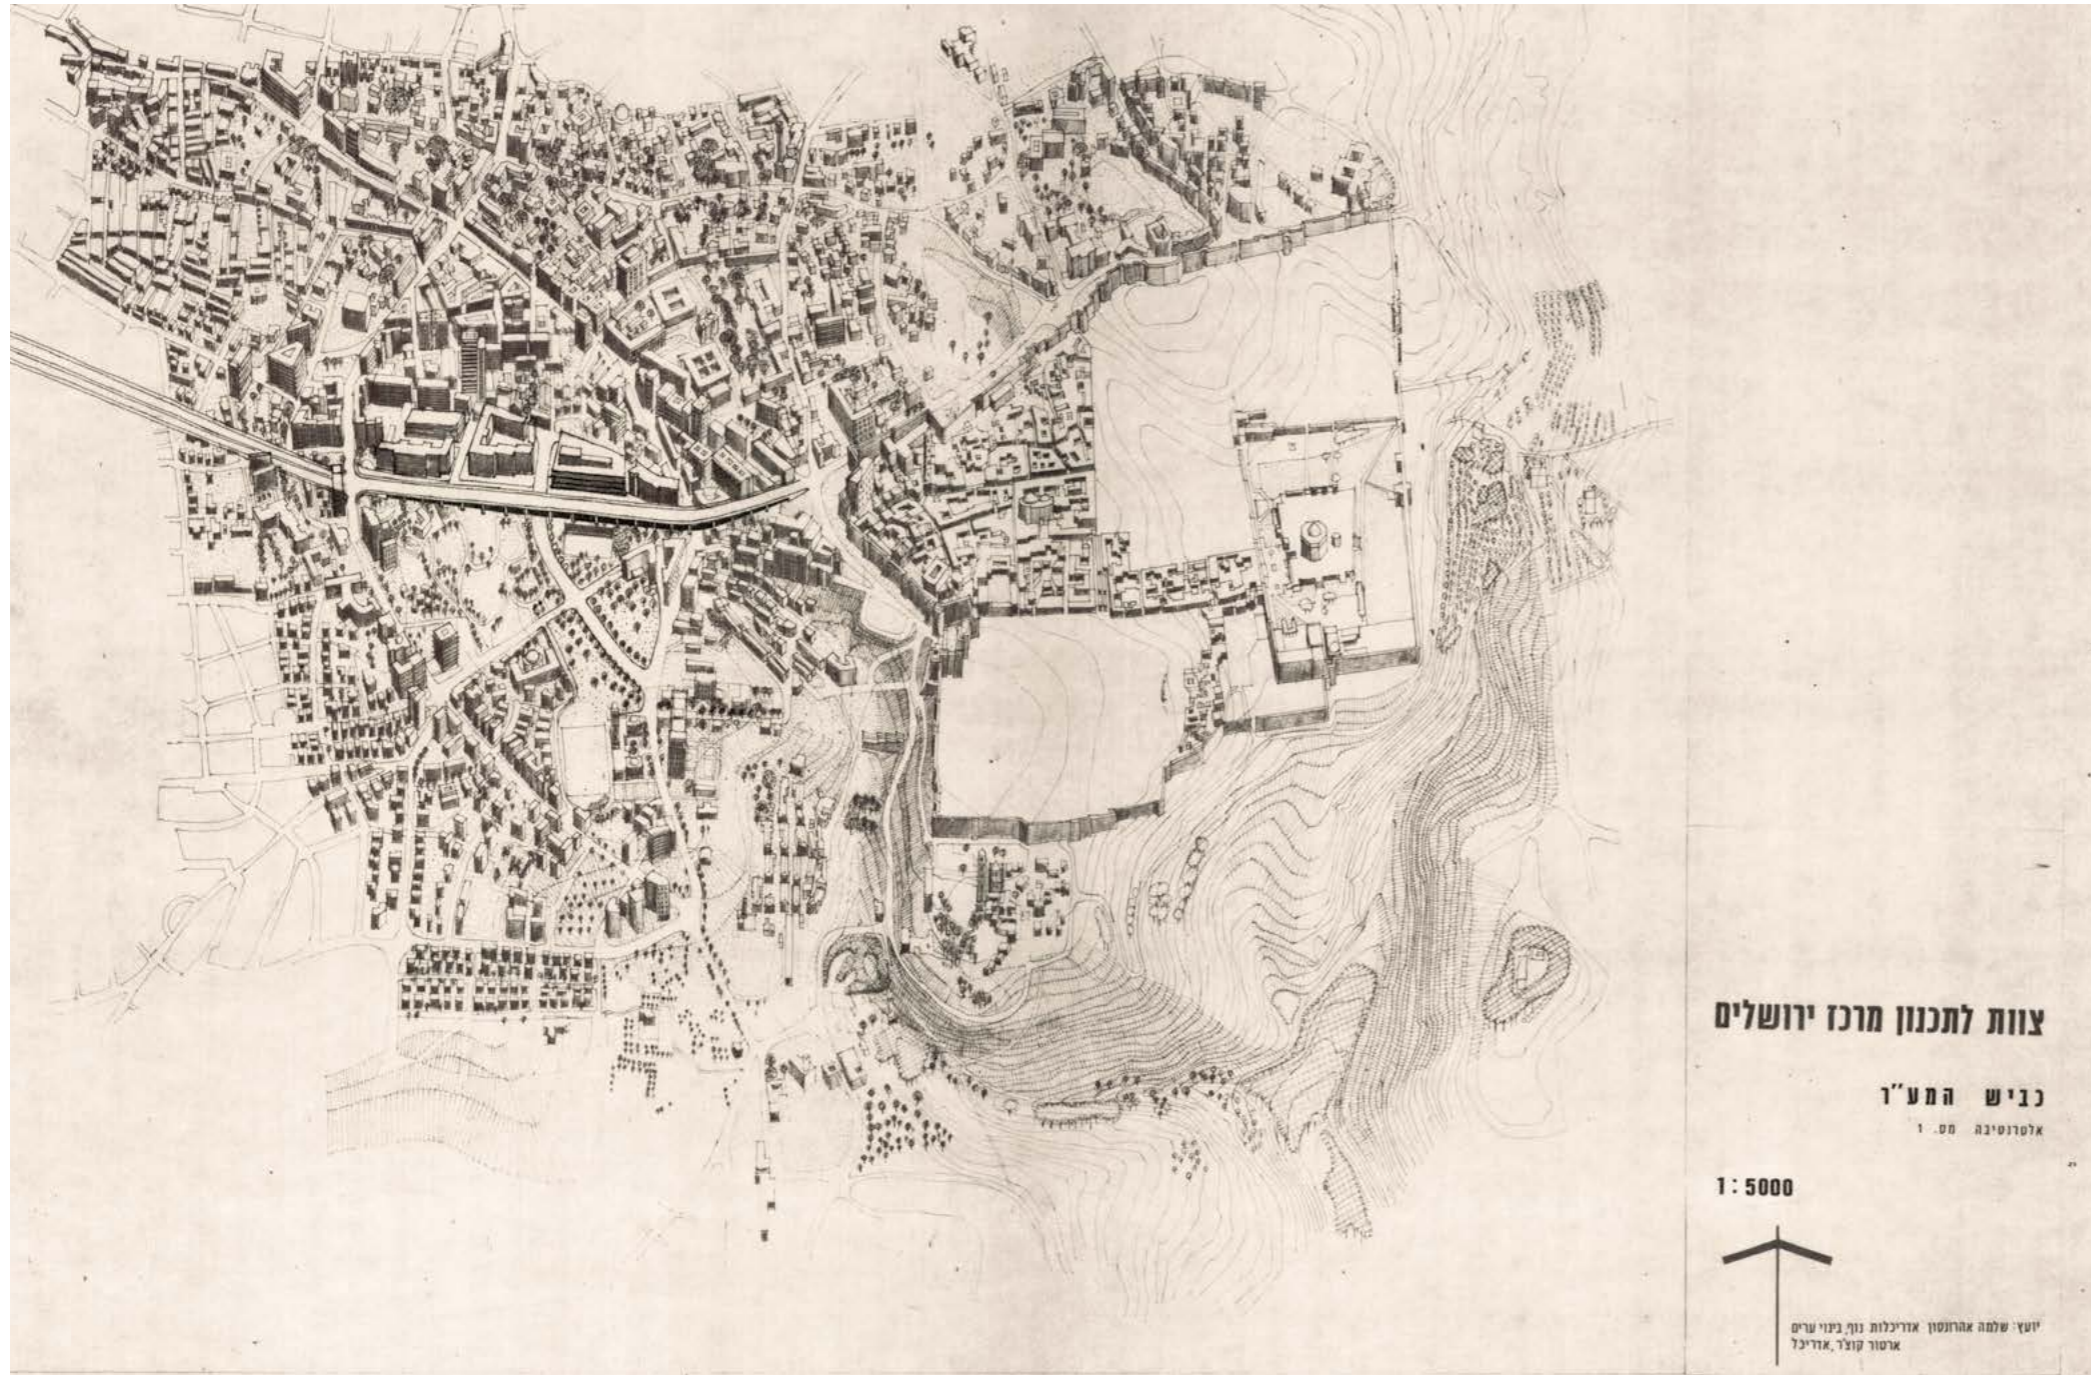 צוות לתכנון מרכז ירושלים
כביש המע"ר
אלטרנטיבה מס. 1
1:5000
יועץ: שלמה אהרונסון אדריכלות נוף, בינוי ערים
ארטור קוצ'ר, אדריכל